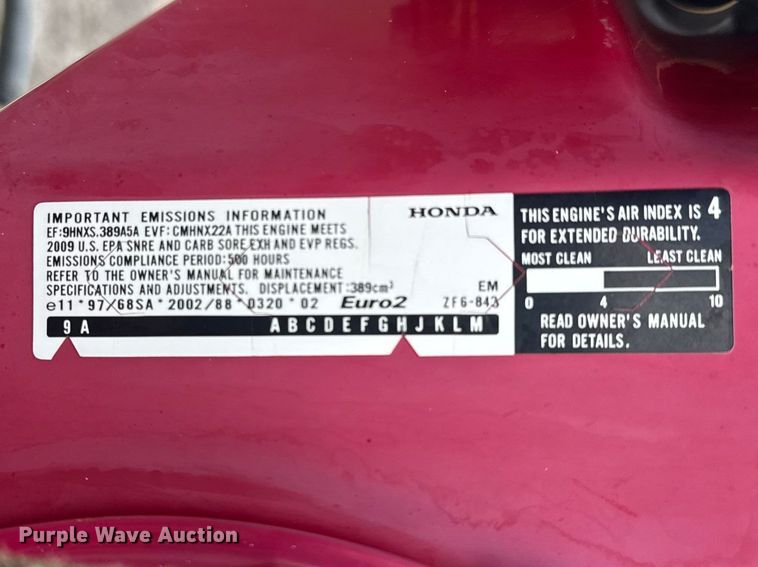 IMPORTANT EMISSIONS INFORMATION
HONDA
EF:9HNXS.389A5A EVF:CMHNX22A THIS ENGINE MEETS
2009 U.S. EPA SNRE AND CARB SORE EXH AND EVP REGS.
EMISSIONS COMPLIANCE PERIOD:500 HOURS
REFER TO THE OWNER'S MANUAL FOR MAINTENANCE
SPECIFICATIONS AND ADJUSTMENTS. DISPLACEMENT:389cm³
EM
e11*97/68SA*2002/88*0320*02 Euro2
ZF6-843
9 A
A B C D E F G H J K L M
THIS ENGINE'S AIR INDEX IS 4
FOR EXTENDED DURABILITY.
MOST CLEAN LEAST CLEAN
0 4 10
READ OWNER'S MANUAL
FOR DETAILS.
Purple Wave Auction